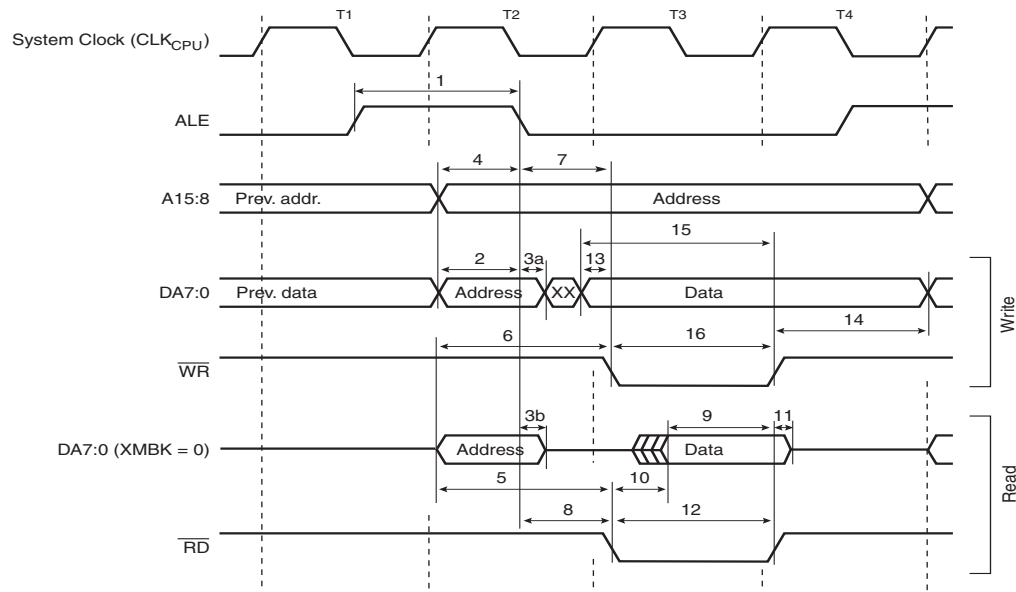 T1 T2 T3 T4
System Clock (CLKCPU)
1
ALE
4 7
A15:8 Prev. addr. Address
15
2 3a 13
DA7:0 Prev. data Address XX Data
14
6 16
WR
Write
3b 9 11
DA7:0 (XMBK = 0) Address Data
5 10
8 12
RD
Read